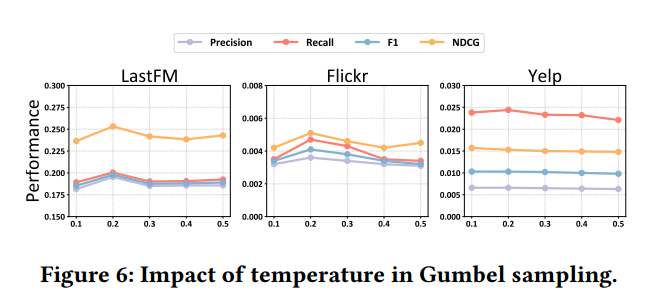 Precision Recall F1 NDCG
LastFM Flickr Yelp
Performance
0.300
0.275
0.250
0.225
0.200
0.175
0.150
0.1 0.2 0.3 0.4 0.5
0.008
0.006
0.004
0.002
0.000
0.1 0.2 0.3 0.4 0.5
0.030
0.025
0.020
0.015
0.010
0.005
0.000
0.1 0.2 0.3 0.4 0.5
Figure 6: Impact of temperature in Gumbel sampling.